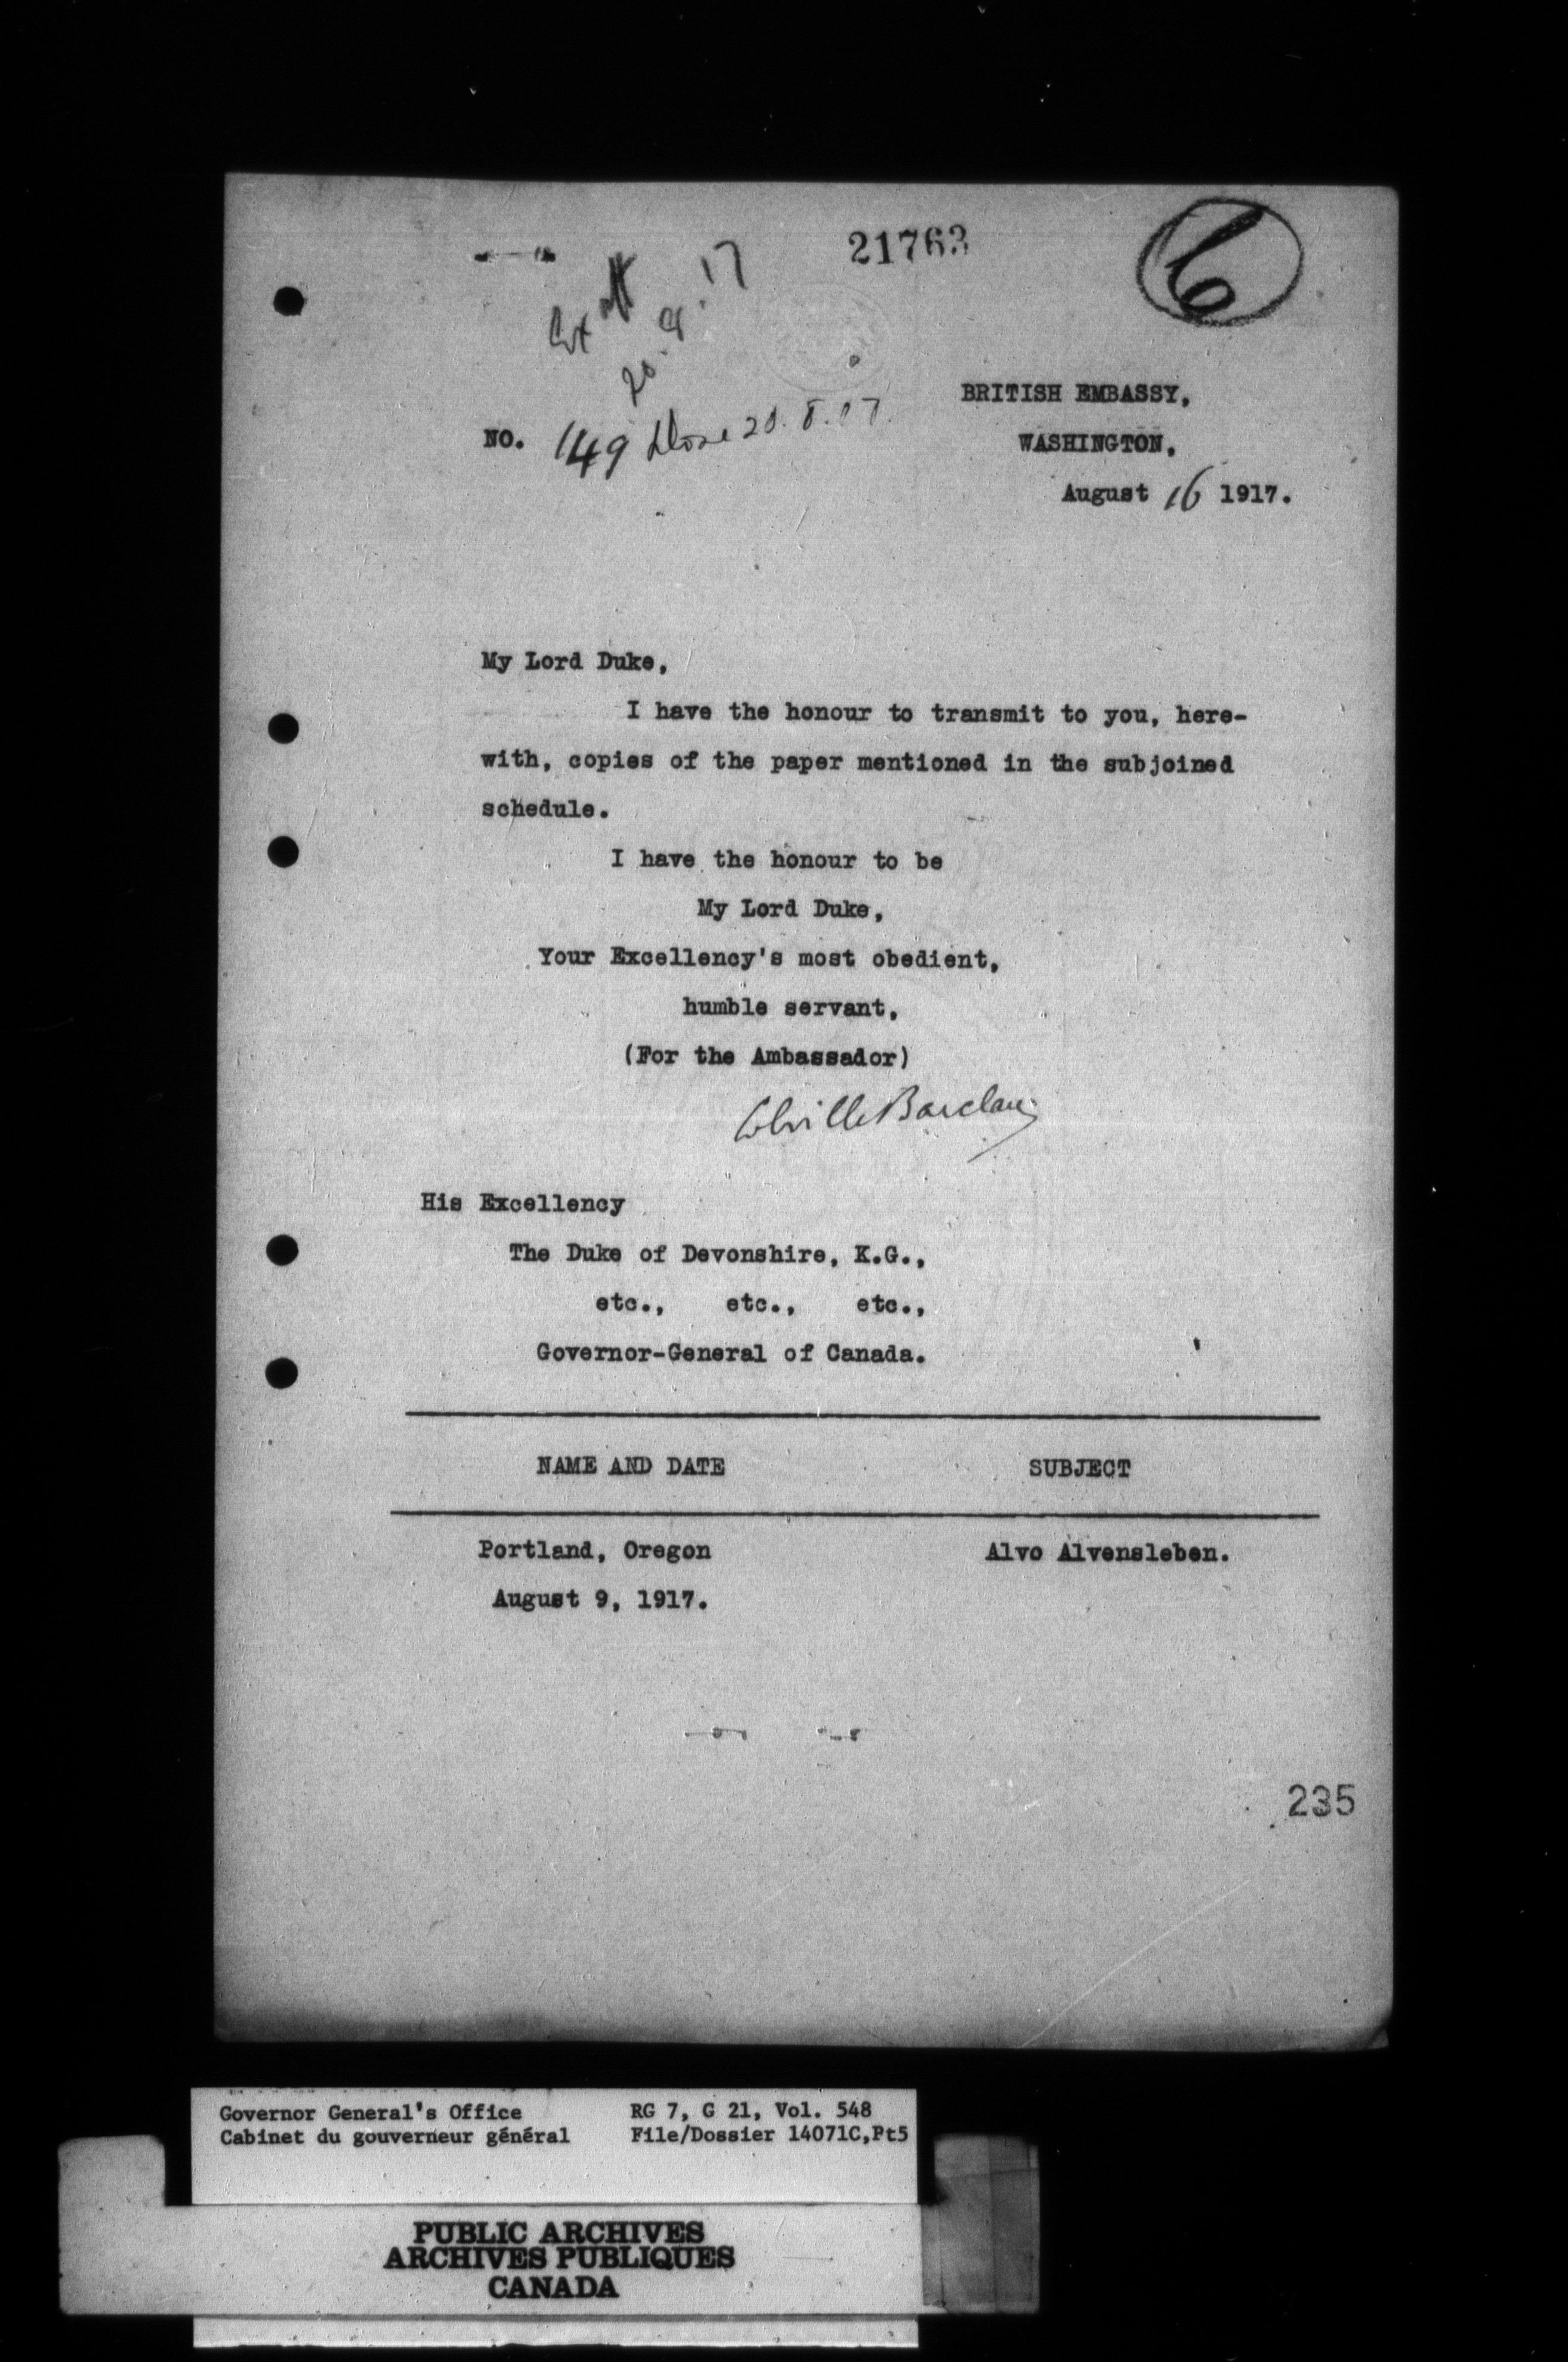 21763
6
20.9.17
BRITISH EMBASSY,
NO. 149
WASHINGTON,
August 16 1917.
My Lord Duke,
I have the honour to transmit to you, here-
with, copies of the paper mentioned in the subjoined
schedule.
I have the honour to be
My Lord Duke,
Your Excellency's most obedient,
humble servant,
(For the Ambassador)
Colville Barclay
His Excellency
The Duke of Devonshire, K.G.,
etc., etc., etc.,
Governor-General of Canada.
NAME AND DATE SUBJECT
Portland, Oregon Alvo Alvensleben.
August 9, 1917.
235
Governor General's Office RG 7, G 21, Vol. 548
Cabinet du gouverneur général File/Dossier 14071C,Pt5
PUBLIC ARCHIVES
ARCHIVES PUBLIQUES
CANADA